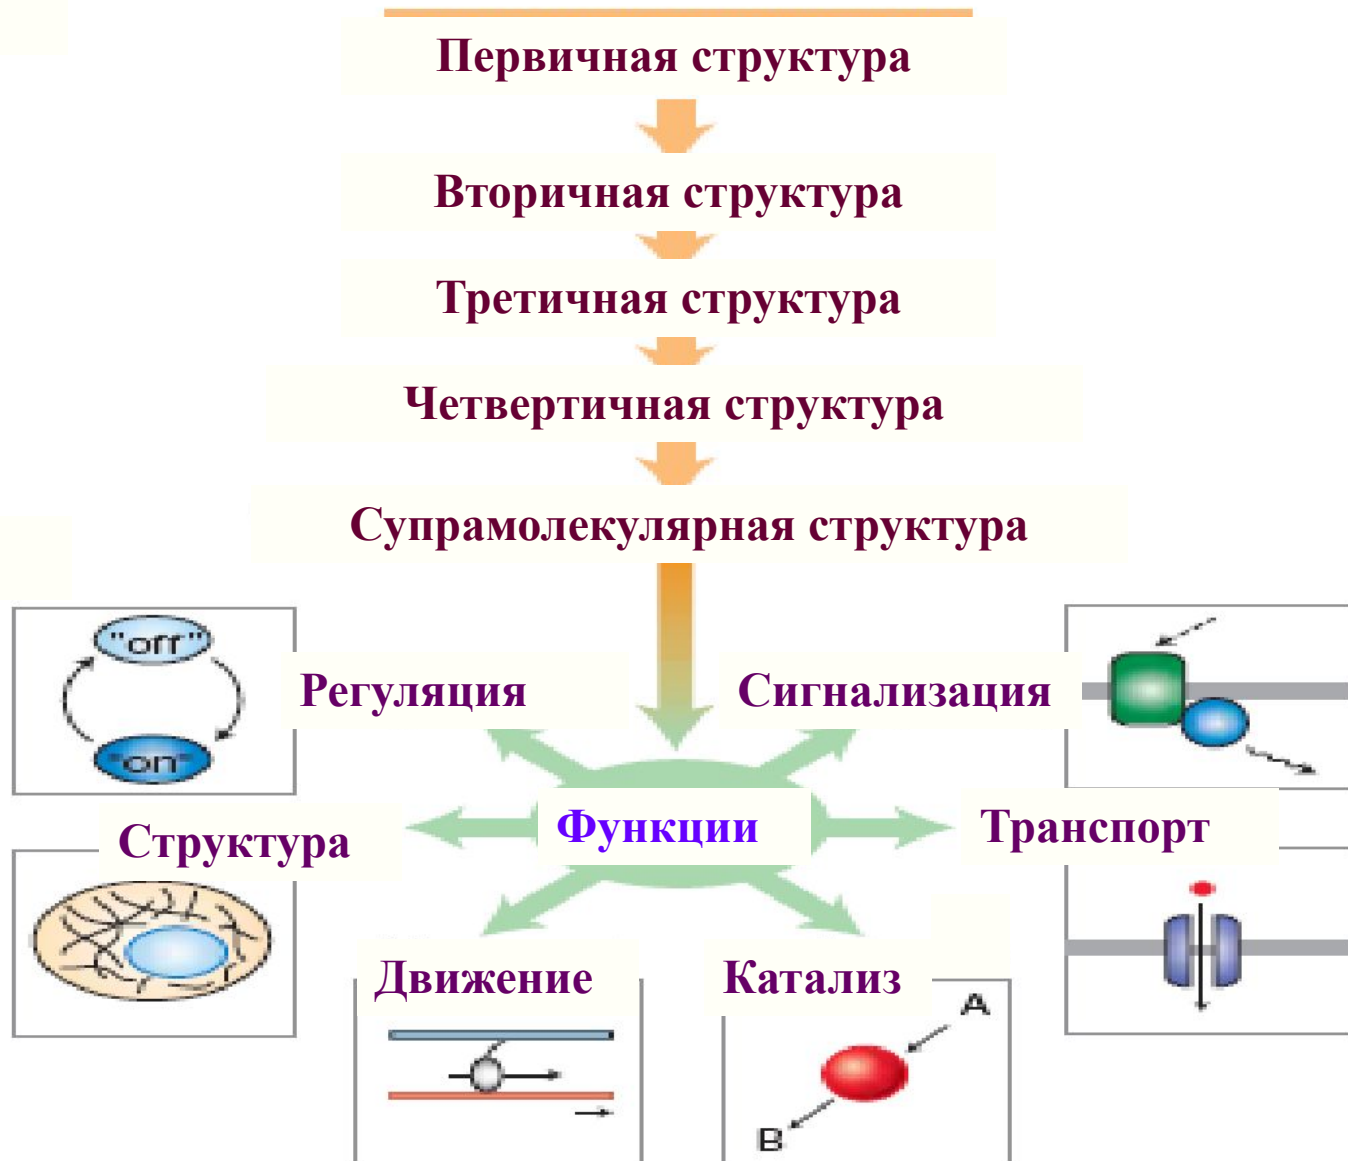 Первичная структура
Вторичная структура
Третичная структура
Четвертичная структура
Супрамолекулярная структура
"off"
"on"
Регуляция
Сигнализация
Структура
Функции
Транспорт
Движение
Катализ
A
B